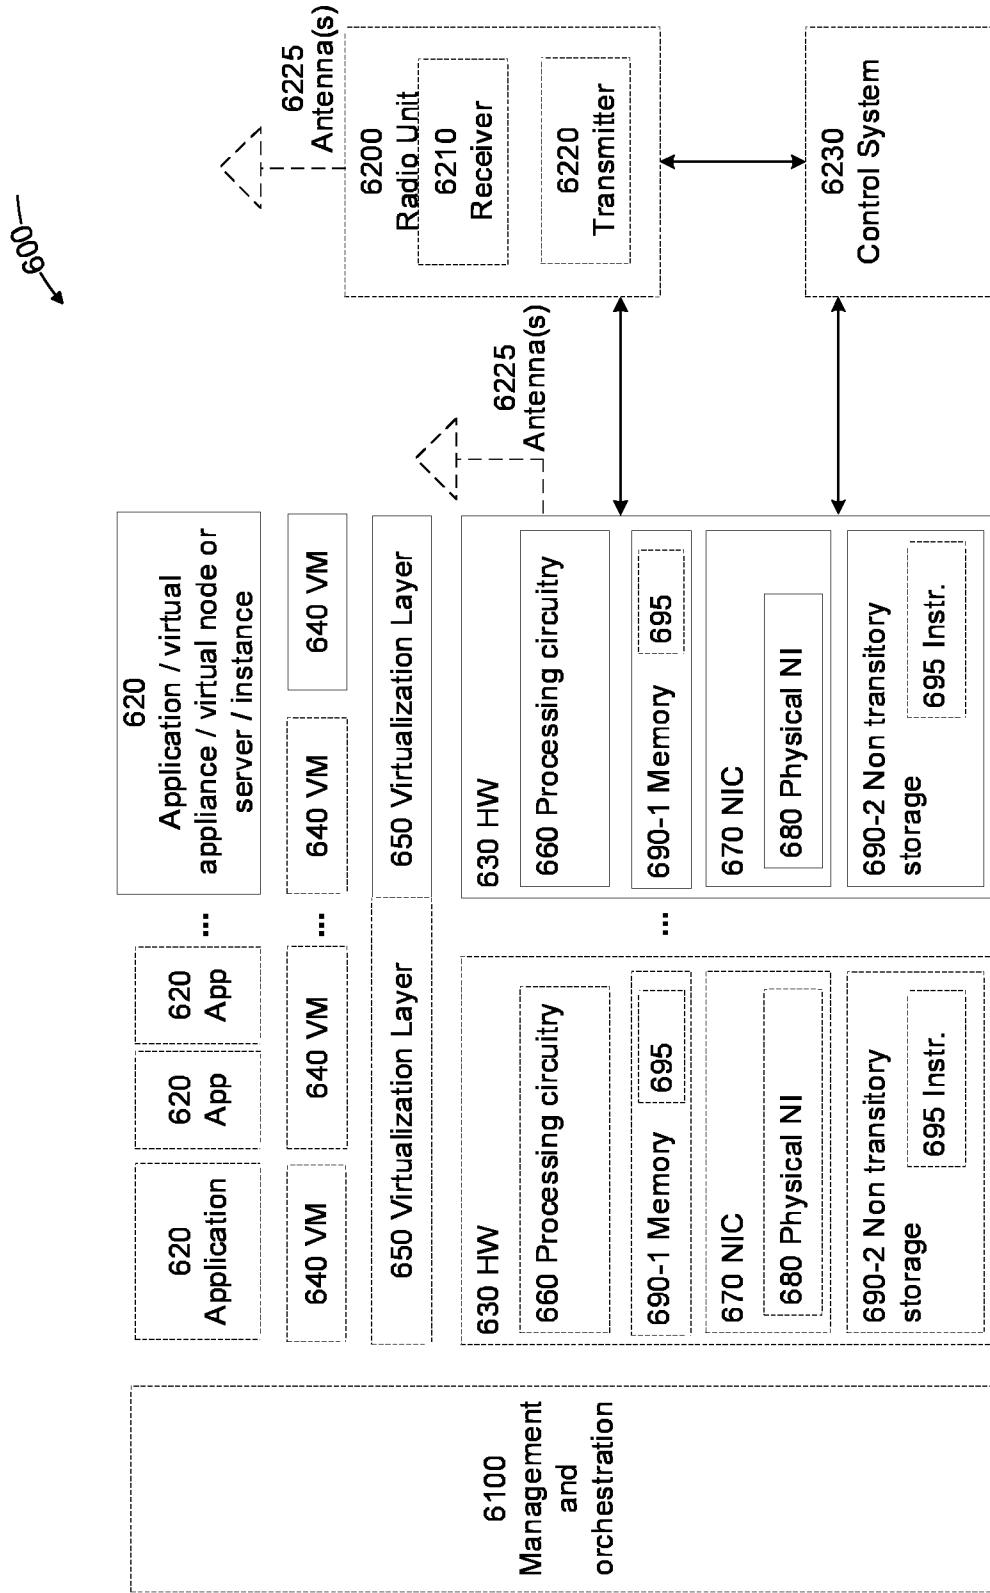 600
6100
Management
and
orchestration
620
Application
620
App
620
App
...
620
Application / virtual
appliance / virtual node or
server / instance
640 VM
640 VM
...
640 VM
640 VM
650 Virtualization Layer
650 Virtualization Layer
630 HW
660 Processing circuitry
690-1 Memory
695
670 NIC
680 Physical NI
690-2 Non transitory
storage
695 Instr.
...
630 HW
660 Processing circuitry
690-1 Memory
695
670 NIC
680 Physical NI
690-2 Non transitory
storage
695 Instr.
6225
Antenna(s)
6225
Antenna(s)
6200
Radio Unit
6210
Receiver
6220
Transmitter
6230
Control System